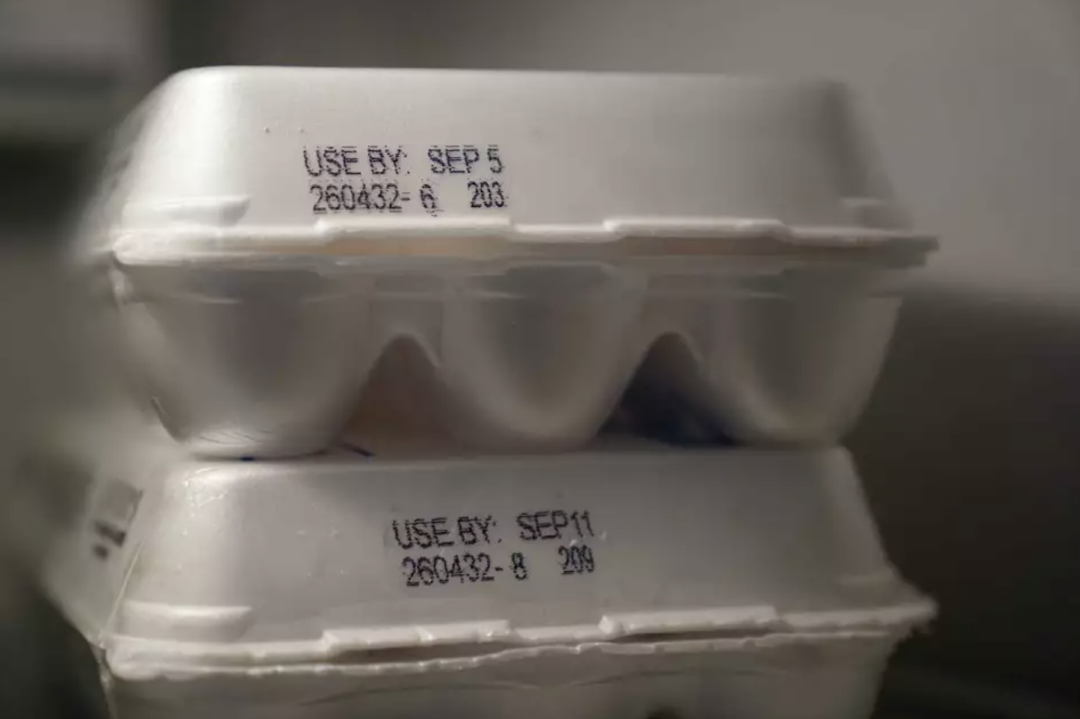 USE BY: SEP 5
260432-6 203
USE BY: SEP11
260432-8 209